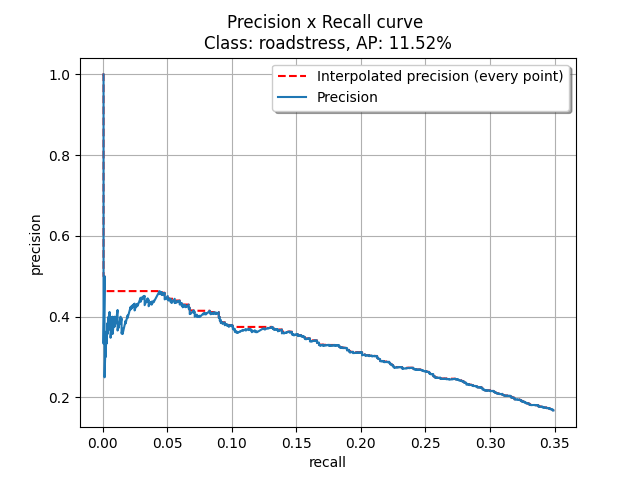 Precision x Recall curve
Class: roadstress, AP: 11.52%
Interpolated precision (every point)
Precision
1.0
0.8
0.6
0.4
0.2
precision
0.00 0.05 0.10 0.15 0.20 0.25 0.30 0.35
recall